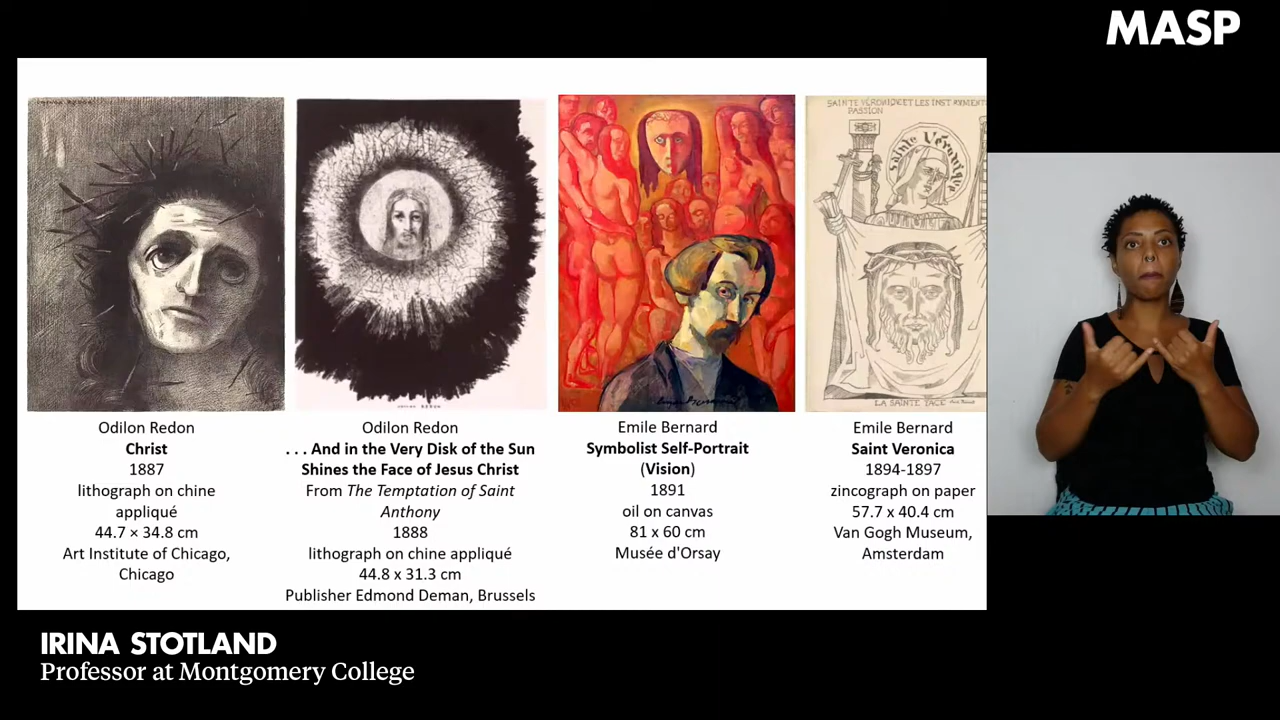 MASP
ODILON REDON
SAINTE VÉRONIQUE ET LES INSTRUMENT
PASSION
Sainte Véronique
LA SAINTE FACE
Odilon Redon
Christ
1887
lithograph on chine
appliqué
44.7 × 34.8 cm
Art Institute of Chicago,
Chicago
Odilon Redon
. . . And in the Very Disk of the Sun
Shines the Face of Jesus Christ
From The Temptation of Saint
Anthony
1888
lithograph on chine appliqué
44.8 x 31.3 cm
Publisher Edmond Deman, Brussels
Emile Bernard
Symbolist Self-Portrait
(Vision)
1891
oil on canvas
81 x 60 cm
Musée d'Orsay
Emile Bernard
Saint Veronica
1894-1897
zincograph on paper
57.7 x 40.4 cm
Van Gogh Museum,
Amsterdam
IRINA STOTLAND
Professor at Montgomery College